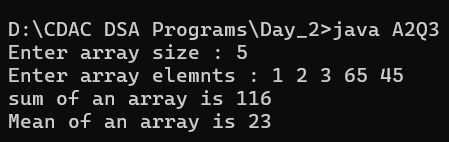 D:\CDAC DSA Programs\Day_2>java A2Q3
Enter array size : 5
Enter array elemnts : 1 2 3 65 45
sum of an array is 116
Mean of an array is 23